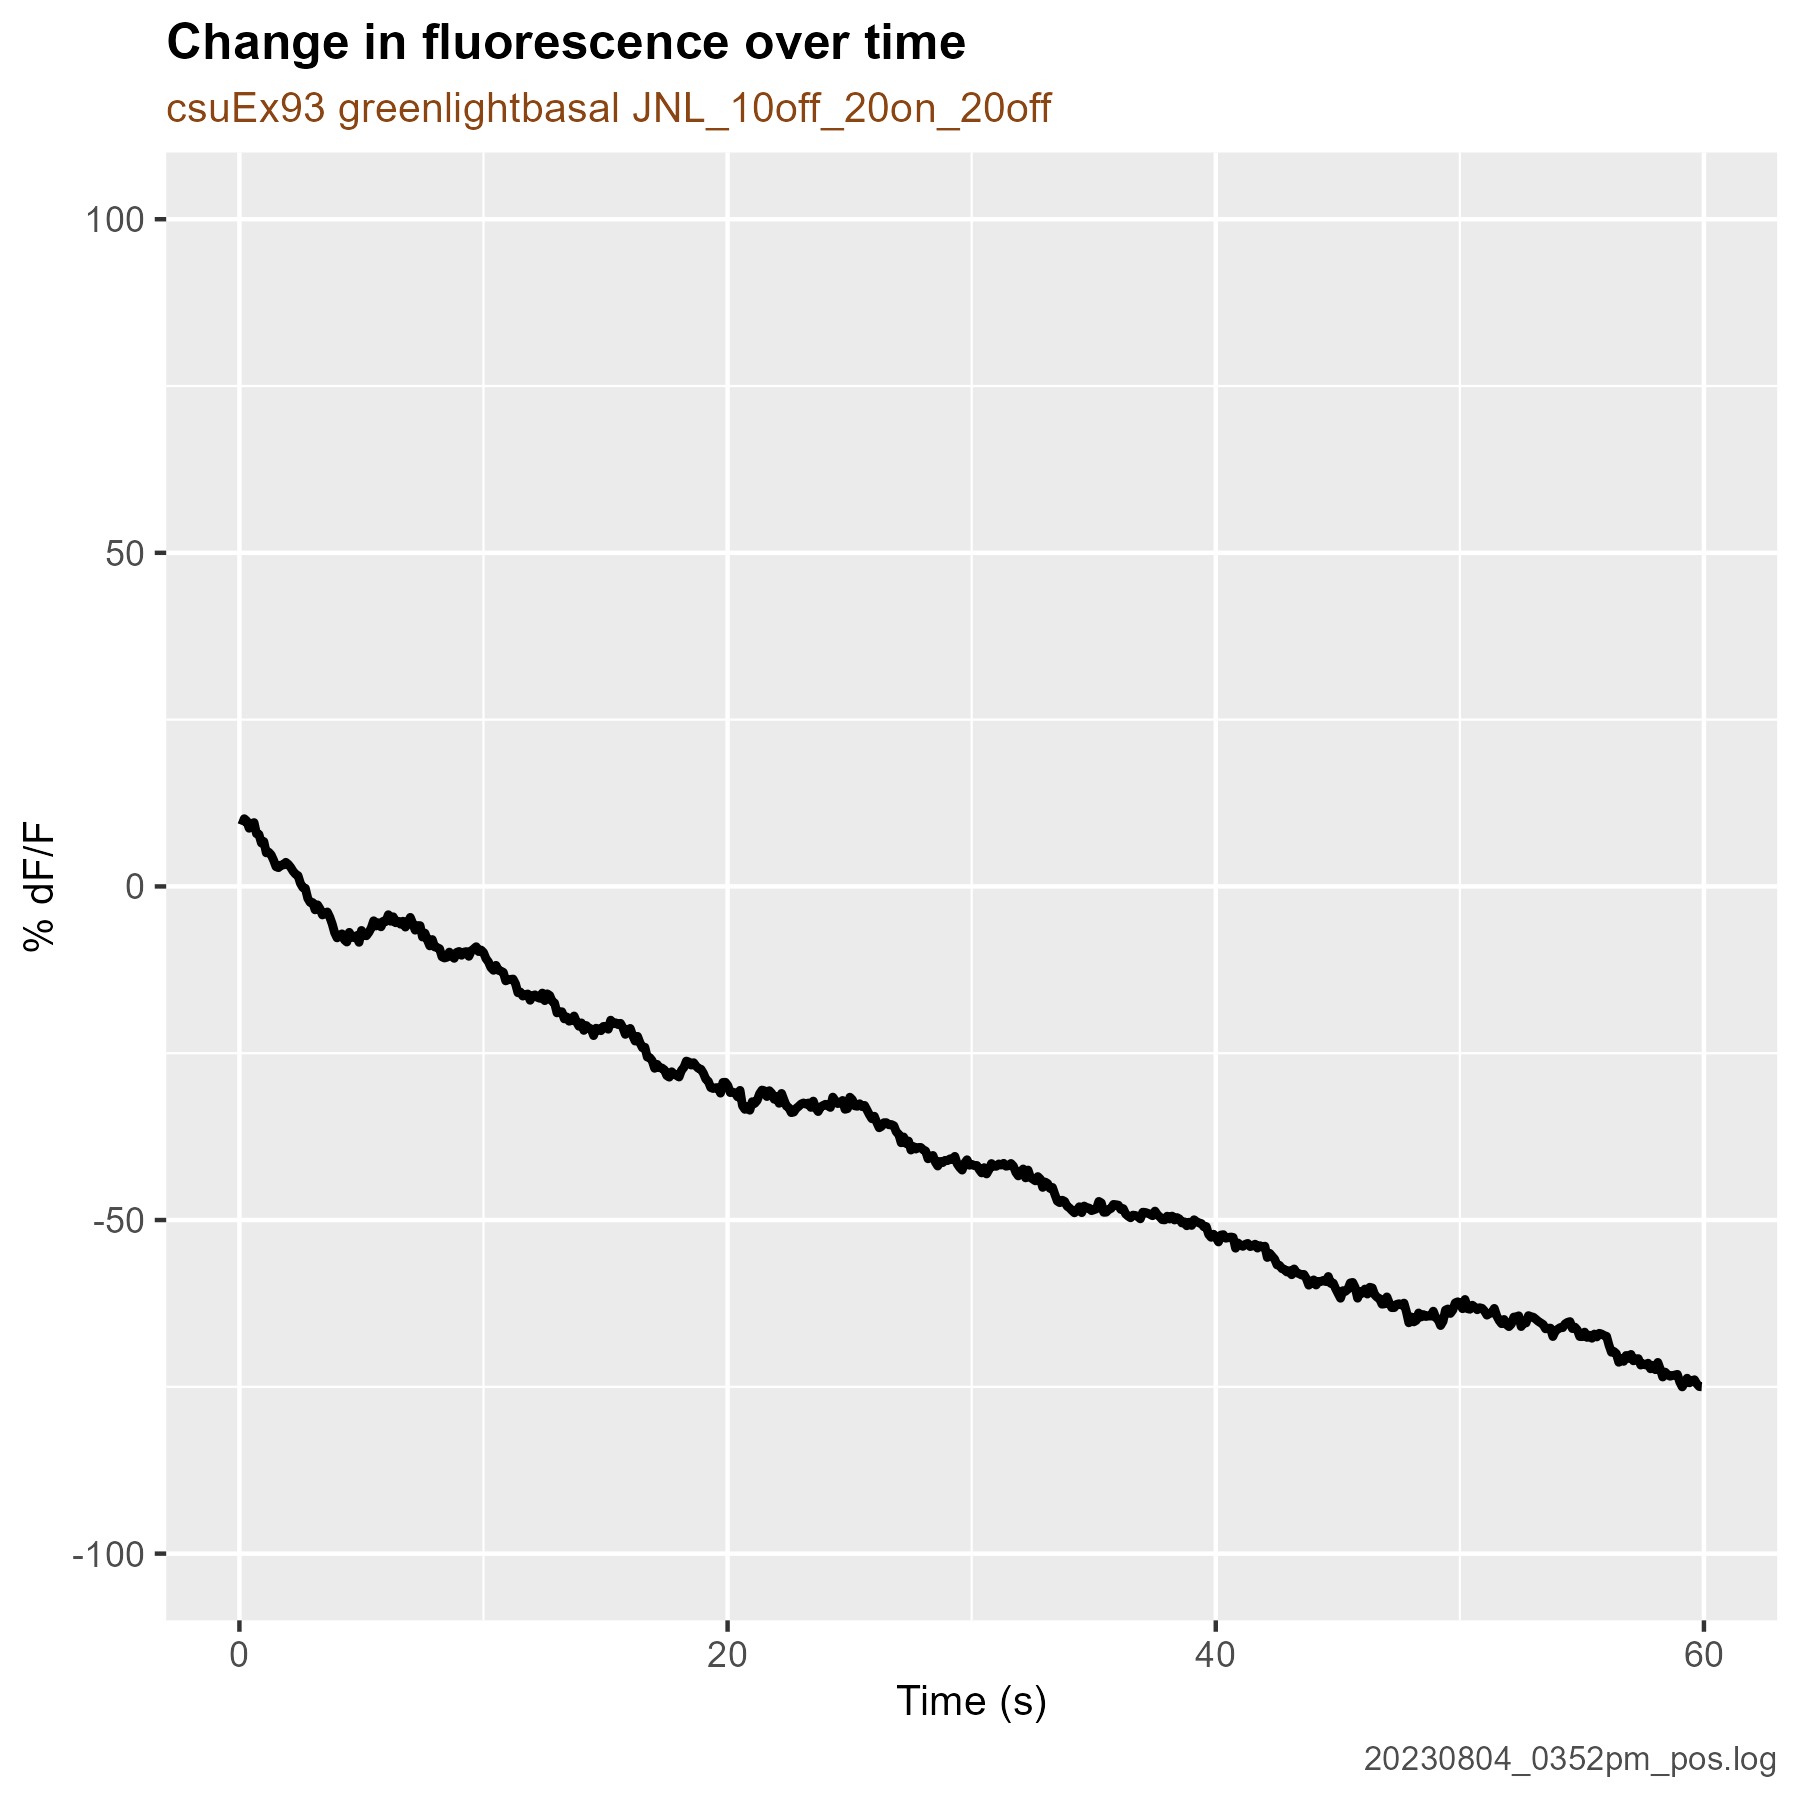 Change in fluorescence over time
csuEx93 greenlightbasal JNL_10off_20on_20off
100
50
0
-50
-100
% dF/F
0 20 40 60
Time (s)
20230804_0352pm_pos.log